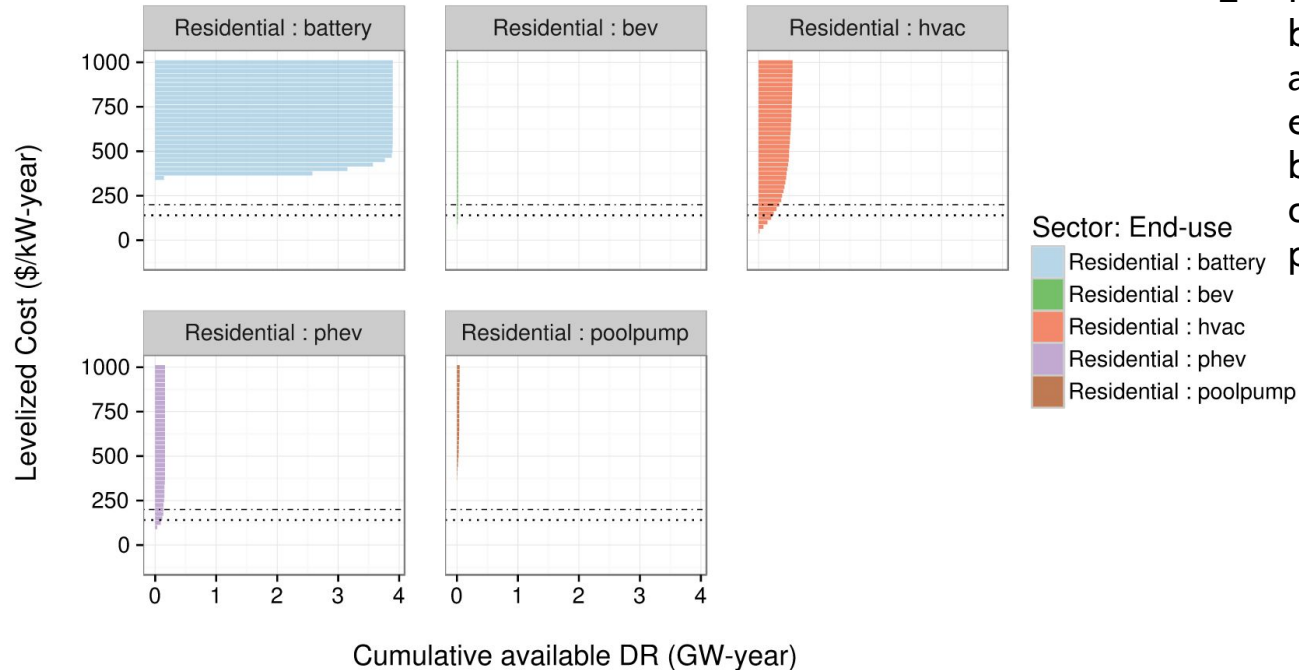 Residential : battery
Residential : bev
Residential : hvac
1000
750
500
250
0
Residential : phev
Residential : poolpump
1000
750
500
250
0
0 1 2 3 4
0 1 2 3 4
Levelized Cost ($/kW-year)
Cumulative available DR (GW-year)
Sector: End-use
Residential : battery
Residential : bev
Residential : hvac
Residential : phev
Residential : poolpump
b
a
e
b
c
p